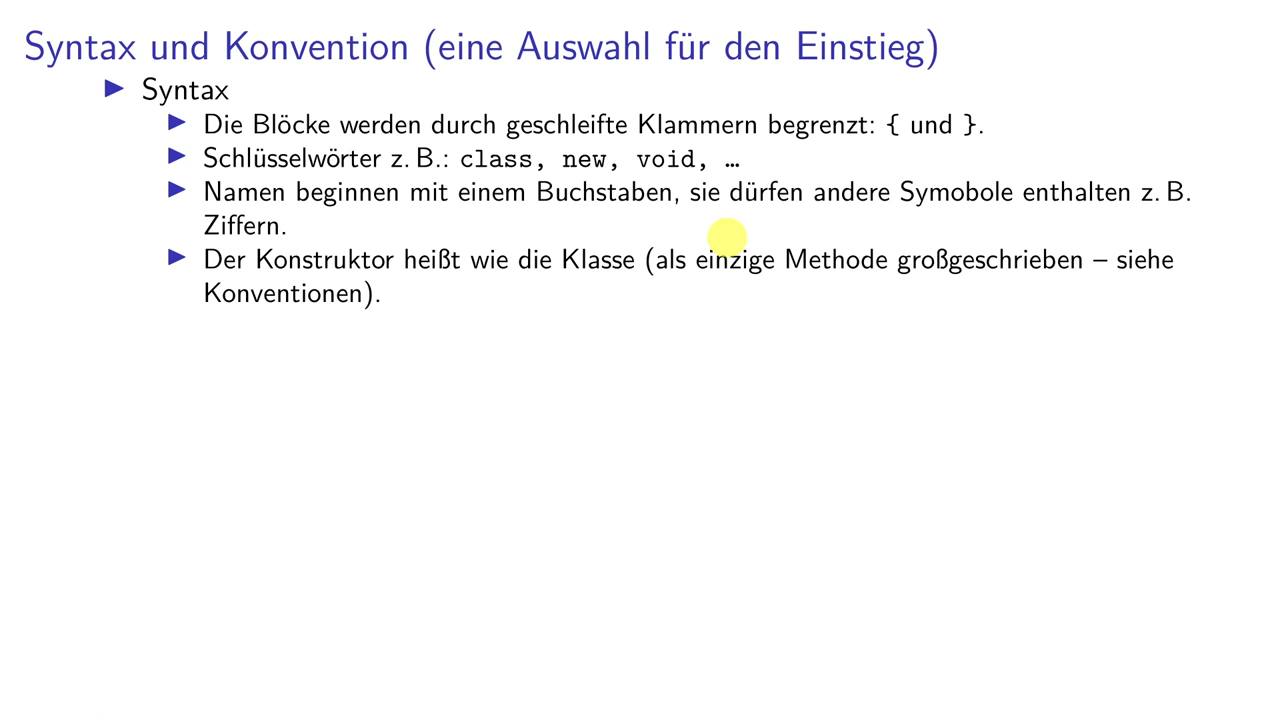 Syntax und Konvention (eine Auswahl für den Einstieg)
Syntax
Die Blöcke werden durch geschleifte Klammern begrenzt: { und }.
Schlüsselwörter z. B.: class, new, void, …
Namen beginnen mit einem Buchstaben, sie dürfen andere Symobole enthalten z. B.
Ziffern.
Der Konstruktor heißt wie die Klasse (als einzige Methode großgeschrieben – siehe
Konventionen).